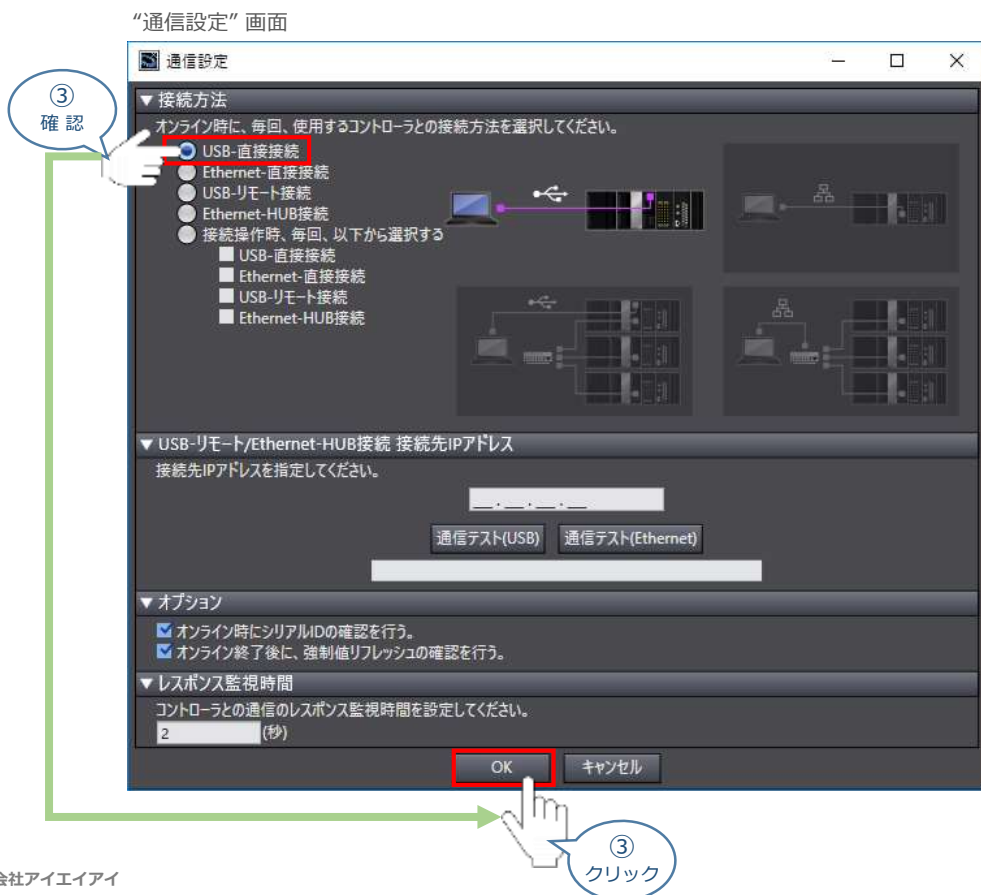 “通信設定” 画面
通信設定
③
確 認
▼ 接続方法
オンライン時に、毎回、使用するコントローラとの接続方法を選択してください。
USB-直接接続
Ethernet-直接接続
USB-リモート接続
Ethernet-HUB接続
接続操作時、毎回、以下から選択する
USB-直接接続
Ethernet-直接接続
USB-リモート接続
Ethernet-HUB接続
▼ USB-リモート/Ethernet-HUB接続 接続先IPアドレス
接続先IPアドレスを指定してください。
__.__.__.__
通信テスト(USB) 通信テスト(Ethernet)
▼ オプション
オンライン時にシリアルIDの確認を行う。
オンライン終了後に、強制値リフレッシュの確認を行う。
▼ レスポンス監視時間
コントローラとの通信のレスポンス監視時間を設定してください。
2 (秒)
OK キャンセル
③
クリック
会社アイエイアイ